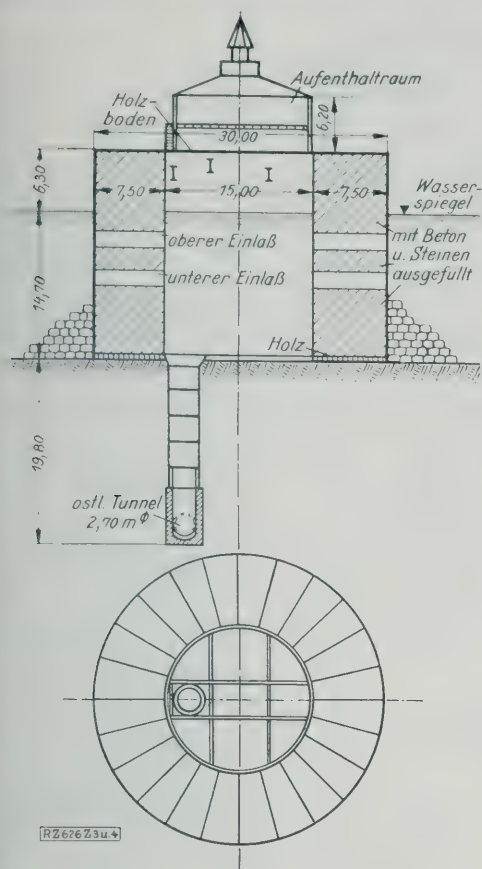 Aufenthaltraum
Holz-
boden
30,00
6,20
6,30
7,50
15,00
7,50
Wasser-
spiegel
oberer Einlaß
mit Beton
u. Steinen
unterer Einlaß
ausgefüllt
14,70
Holz
19,80
ostl. Tunnel
2,70 m ϕ
RZ626Z3u.4